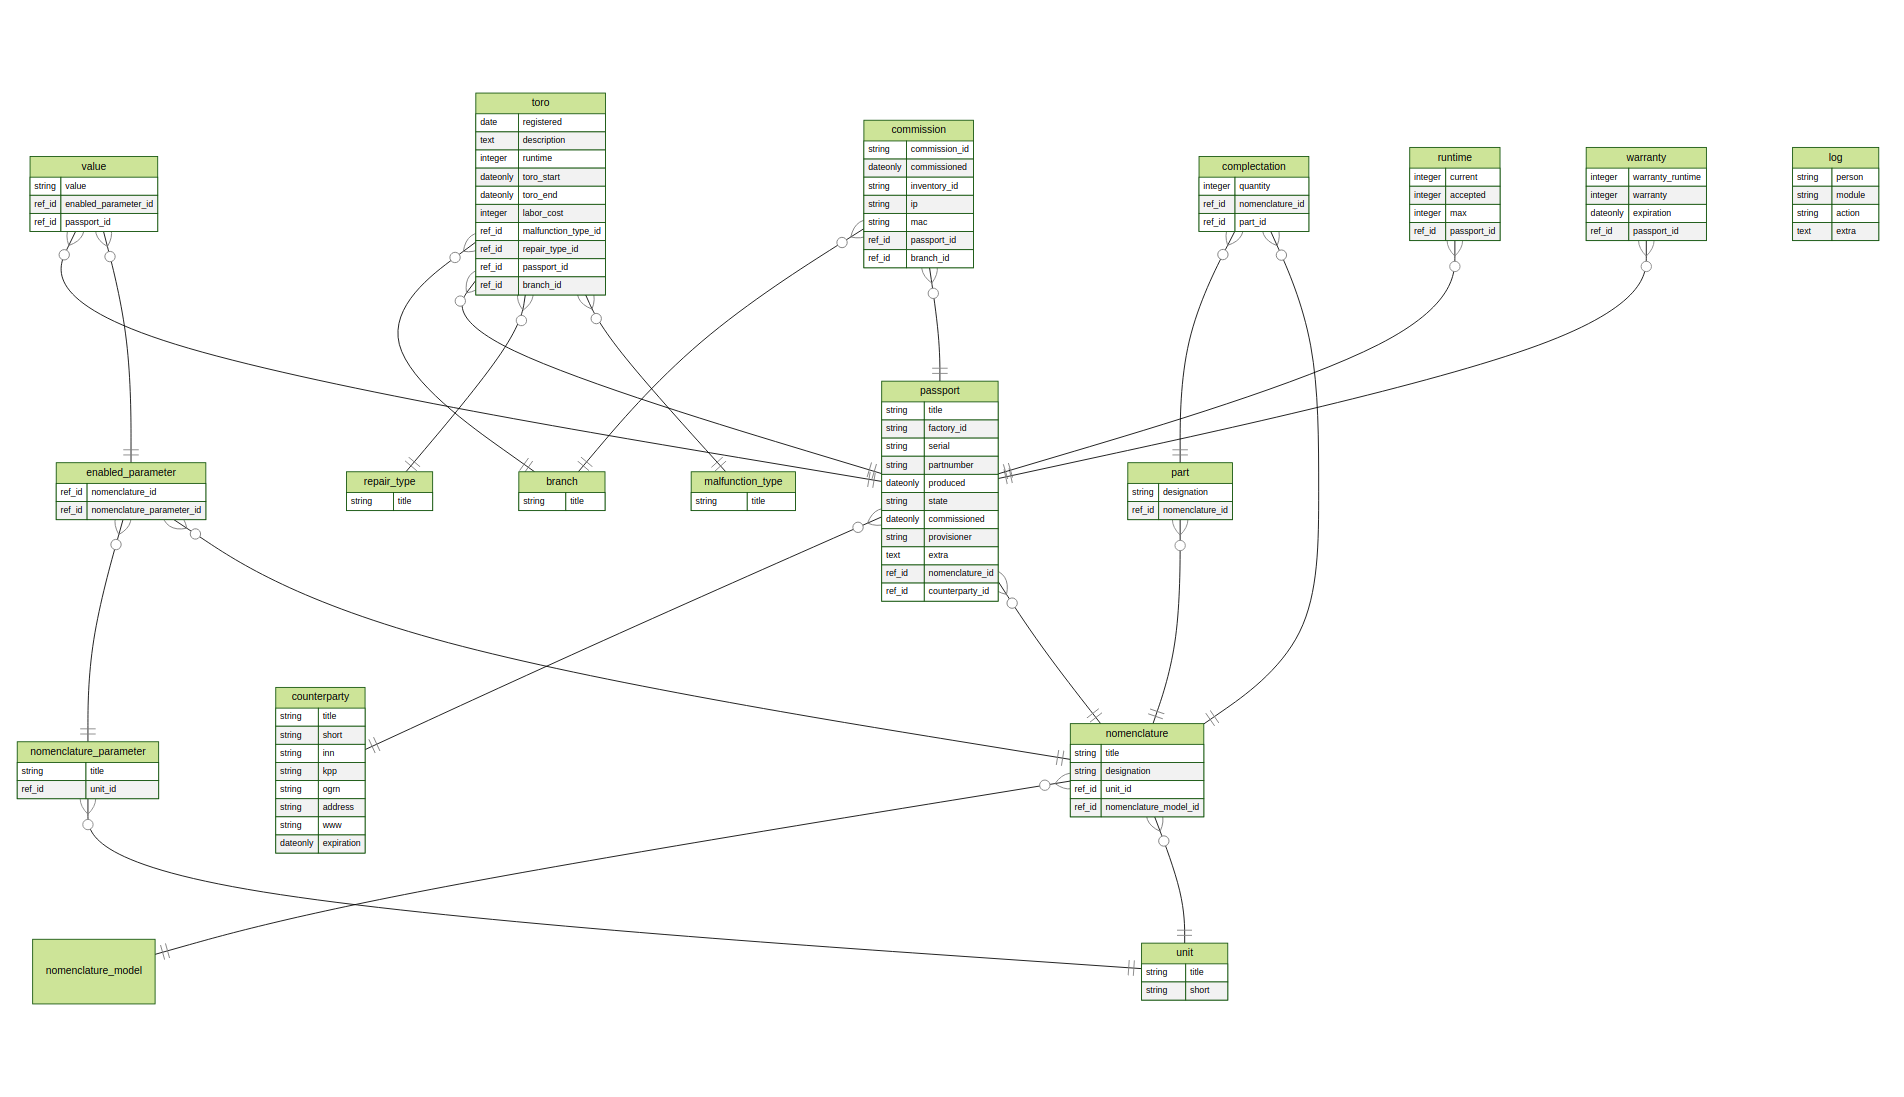 toro
date registered
text description
integer runtime
dateonly toro_start
dateonly toro_end
integer labor_cost
ref_id malfunction_type_id
ref_id repair_type_id
ref_id passport_id
ref_id branch_id
commission
string commission_id
dateonly commissioned
string inventory_id
string ip
string mac
ref_id passport_id
ref_id branch_id
value
string value
ref_id enabled_parameter_id
ref_id passport_id
complectation
integer quantity
ref_id nomenclature_id
ref_id part_id
runtime
integer current
integer accepted
integer max
ref_id passport_id
warranty
integer warranty_runtime
integer warranty
dateonly expiration
ref_id passport_id
log
string person
string module
string action
text extra
passport
string title
string factory_id
string serial
string partnumber
dateonly produced
string state
dateonly commissioned
string provisioner
text extra
ref_id nomenclature_id
ref_id counterparty_id
enabled_parameter
ref_id nomenclature_id
ref_id nomenclature_parameter_id
repair_type
string title
branch
string title
malfunction_type
string title
part
string designation
ref_id nomenclature_id
counterparty
string title
string short
string inn
string kpp
string ogrn
string address
string www
dateonly expiration
nomenclature_parameter
string title
ref_id unit_id
nomenclature
string title
string designation
ref_id unit_id
ref_id nomenclature_model_id
nomenclature_model
unit
string title
string short